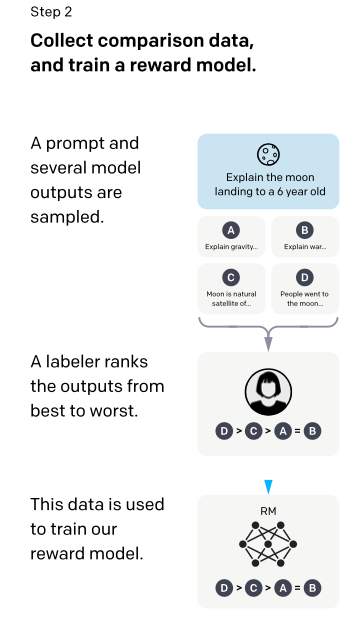 Step 2
Collect comparison data,
and train a reward model.
A prompt and
several model
outputs are
sampled.
Explain the moon
landing to a 6 year old
A
Explain gravity...
B
Explain war...
C
Moon is natural
satellite of...
D
People went to
the moon...
A labeler ranks
the outputs from
best to worst.
D > C > A = B
This data is used
to train our
reward model.
RM
D > C > A = B